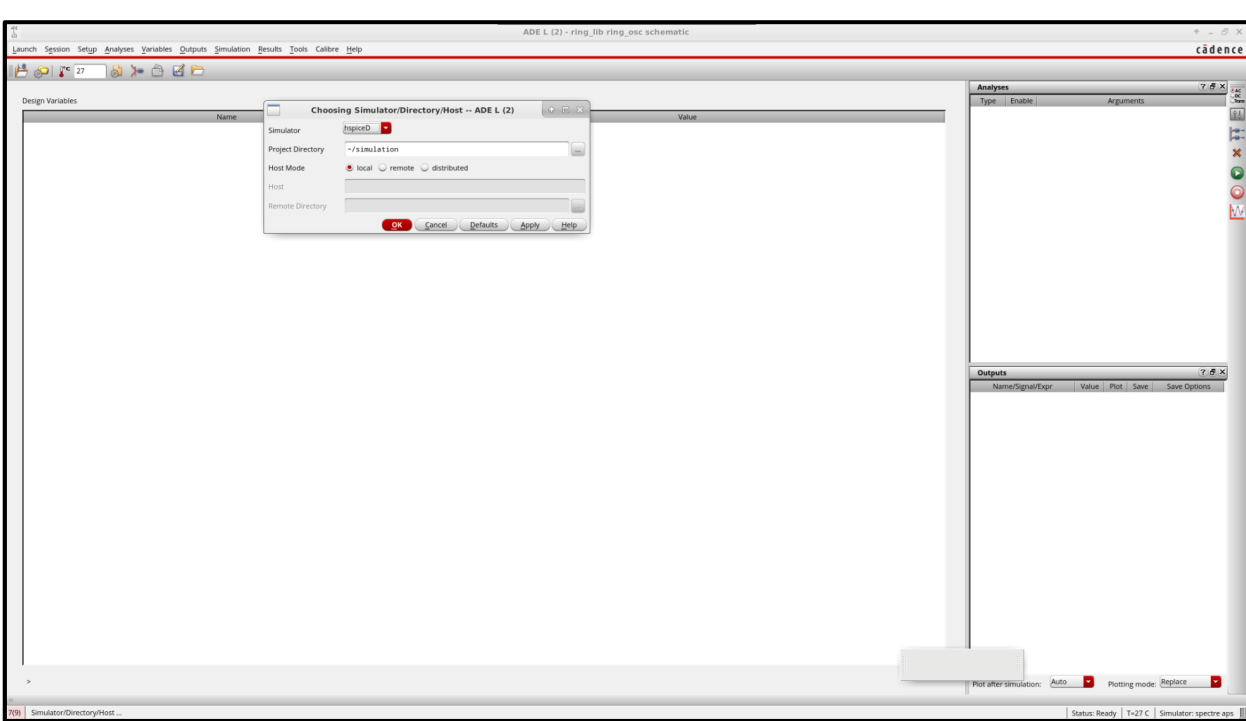 ADE L (2) - ring_lib ring_osc schematic
Launch Session Setup Analyses Variables Outputs Simulation Results Tools Calibre Help
cādence
27
Design Variables
Name Value
Choosing Simulator/Directory/Host -- ADE L (2)
Simulator hspiceD
Project Directory ~/simulation
...
Host Mode local remote distributed
Host
Remote Directory
...
OK Cancel Defaults Apply Help
Analyses
Type Enable Arguments
AC
DC
Trans
Outputs
Name/Signal/Expr Value Plot Save Save Options
>
Plot after simulation: Auto Plotting mode: Replace
7(9) Simulator/Directory/Host ...
Status: Ready T=27 C Simulator: spectre aps